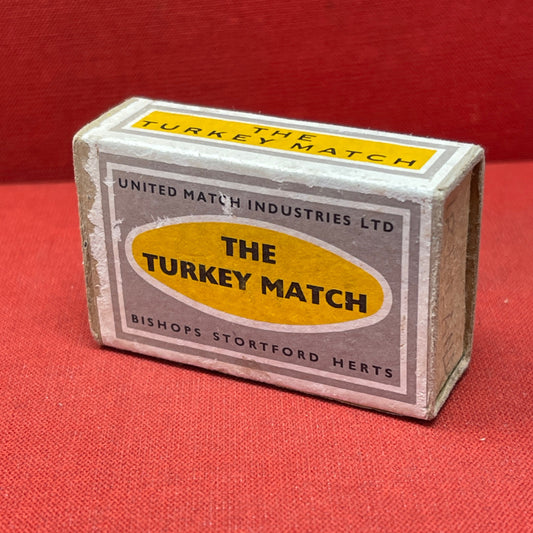 THE
TURKEY MATCH
UNITED MATCH INDUSTRIES LTD
THE
TURKEY MATCH
BISHOPS STORTFORD HERTS